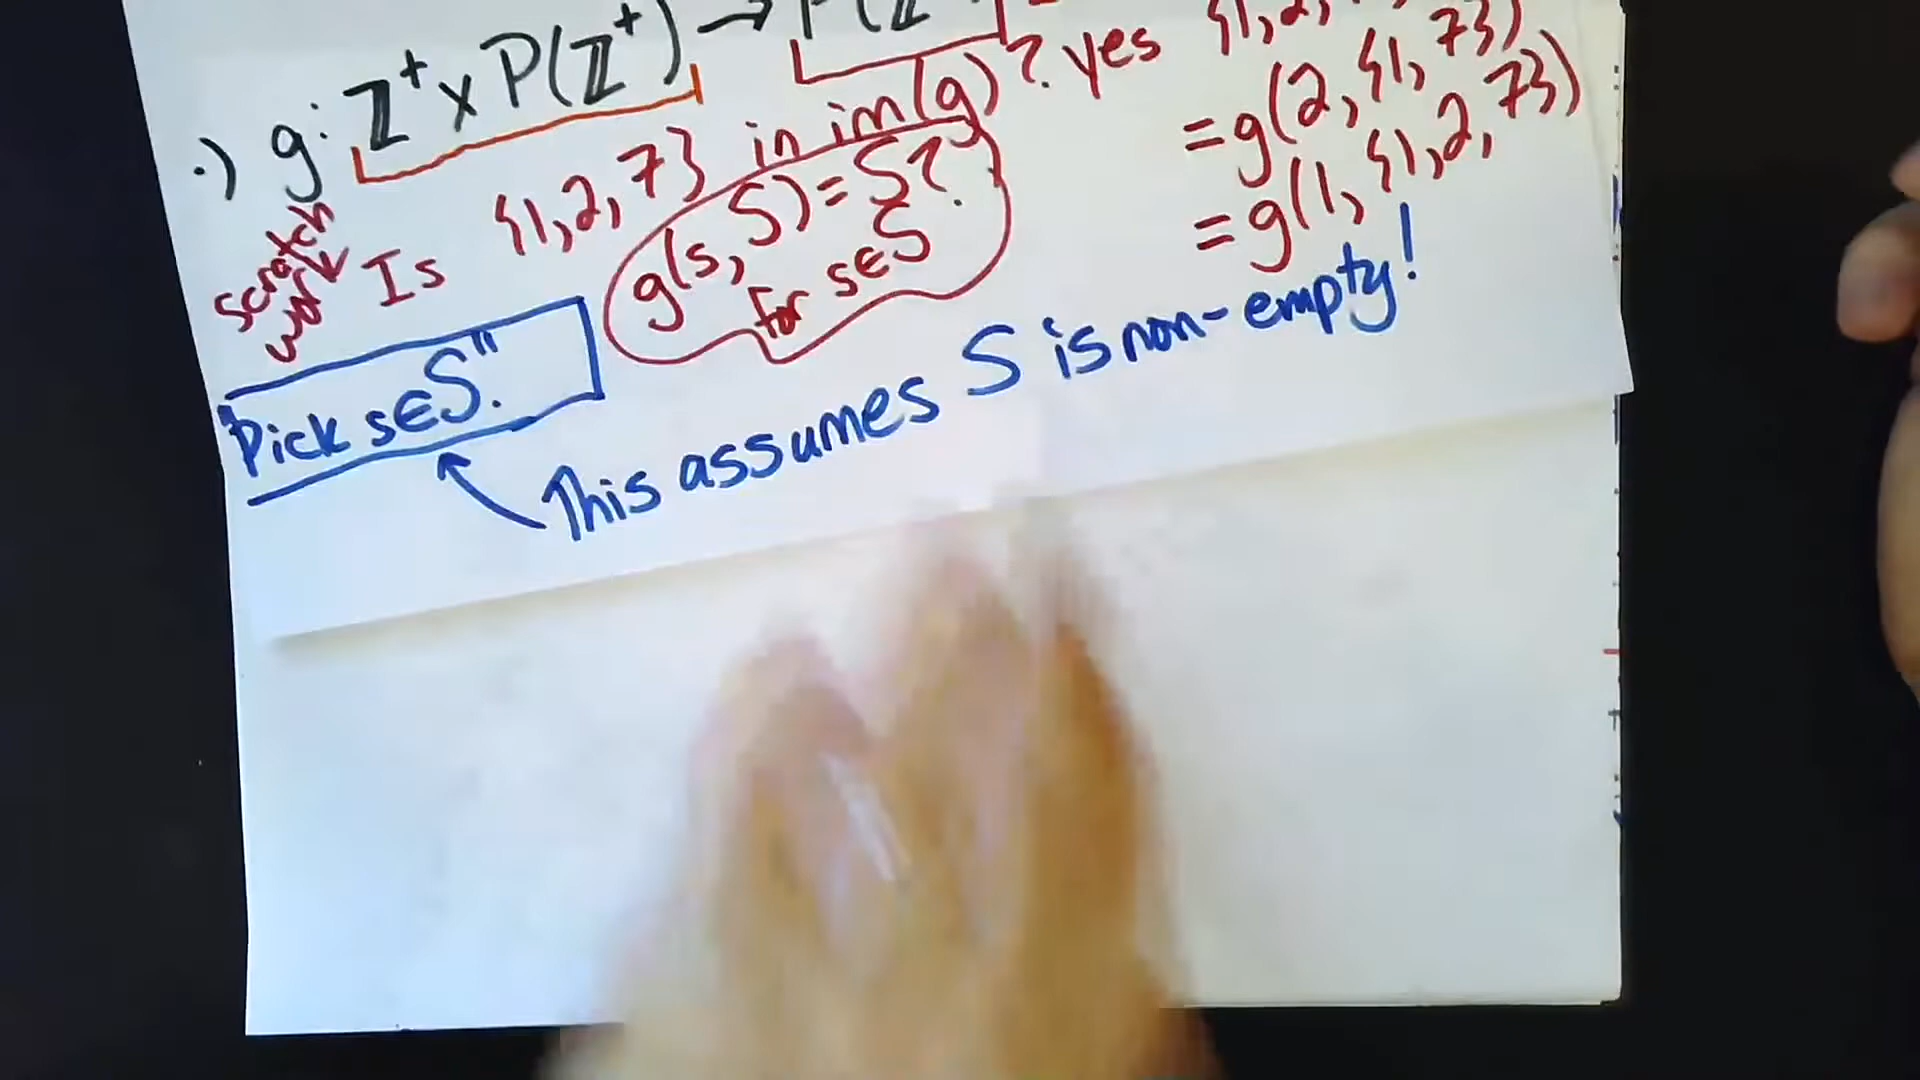 ·) g: ℤ⁺ x P(ℤ⁺) → P(ℤ
scratch work
Is {1,2,7} in im(g)? yes {1,2,
= g(2, {1, 7})
= g(1, {1, 2, 7})
g(s, S) = S?
for s∈S
"Pick s∈S."
This assumes S is non-empty!